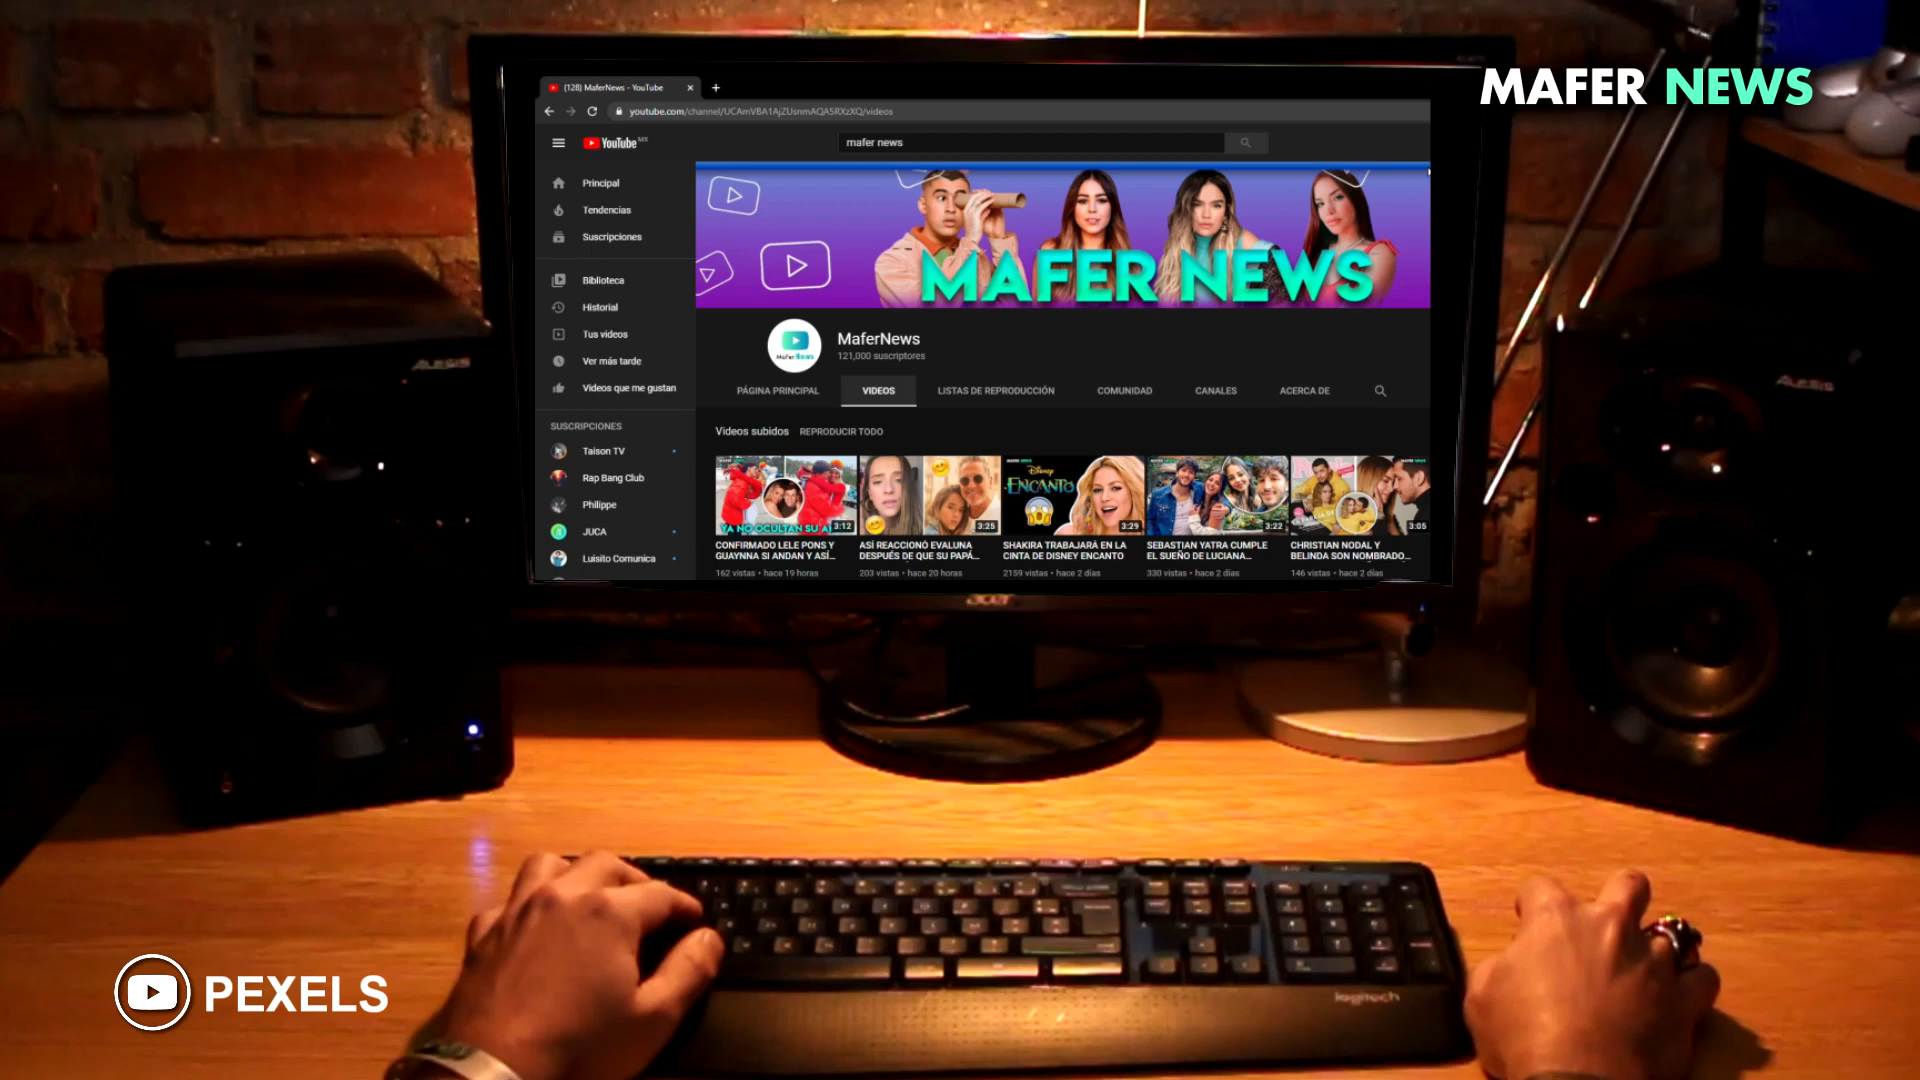 MAFER NEWS
(128) MaferNews - YouTube
youtube.com/channel/UCAmVBA1AjZUsnmAQA5RXzXQ/videos
YouTube MX
mafer news
Principal
Tendencias
Suscripciones
Biblioteca
Historial
Tus videos
Ver más tarde
Videos que me gustan
SUSCRIPCIONES
Taison TV
Rap Bang Club
Philippe
JUCA
Luisito Comunica
MAFER NEWS
MaferNews
MaferNews
121,000 suscriptores
PÁGINA PRINCIPAL
VIDEOS
LISTAS DE REPRODUCCIÓN
COMUNIDAD
CANALES
ACERCA DE
Videos subidos REPRODUCIR TODO
YA NO OCULTAN SU A
3:12
3:25
Disney
ENCANTO
3:29
3:22
3:05
CONFIRMADO LELE PONS Y
GUAYNNA SI ANDAN Y ASÍ...
162 vistas • hace 19 horas
ASÍ REACCIONÓ EVALUNA
DESPUÉS DE QUE SU PAPÁ...
203 vistas • hace 20 horas
SHAKIRA TRABAJARÁ EN LA
CINTA DE DISNEY ENCANTO
2159 vistas • hace 2 días
SEBASTIAN YATRA CUMPLE
EL SUEÑO DE LUCIANA...
330 vistas • hace 2 días
CHRISTIAN NODAL Y
BELINDA SON NOMBRADO...
146 vistas • hace 2 días
acer
ALESIS
ALESIS
logitech
PEXELS